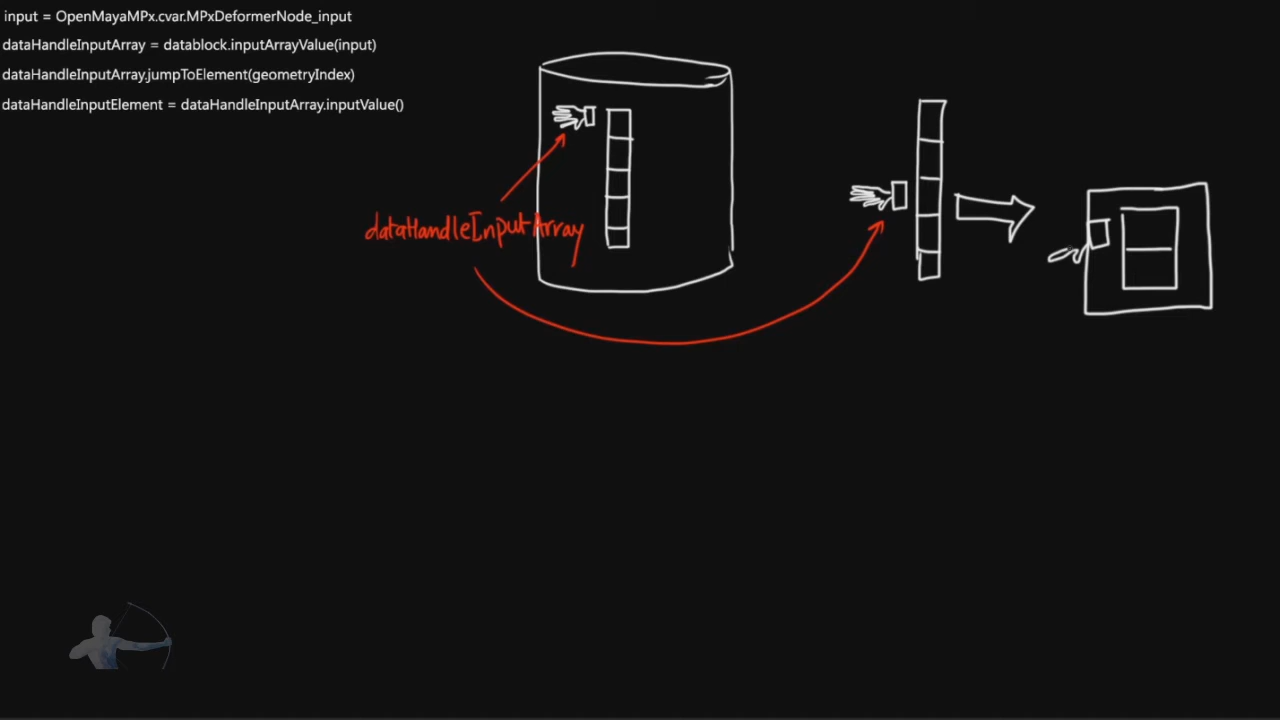 input = OpenMayaMPx.cvar.MPxDeformerNode_input
dataHandleInputArray = datablock.inputArrayValue(input)
dataHandleInputArray.jumpToElement(geometryIndex)
dataHandleInputElement = dataHandleInputArray.inputValue()
dataHandleInputArray